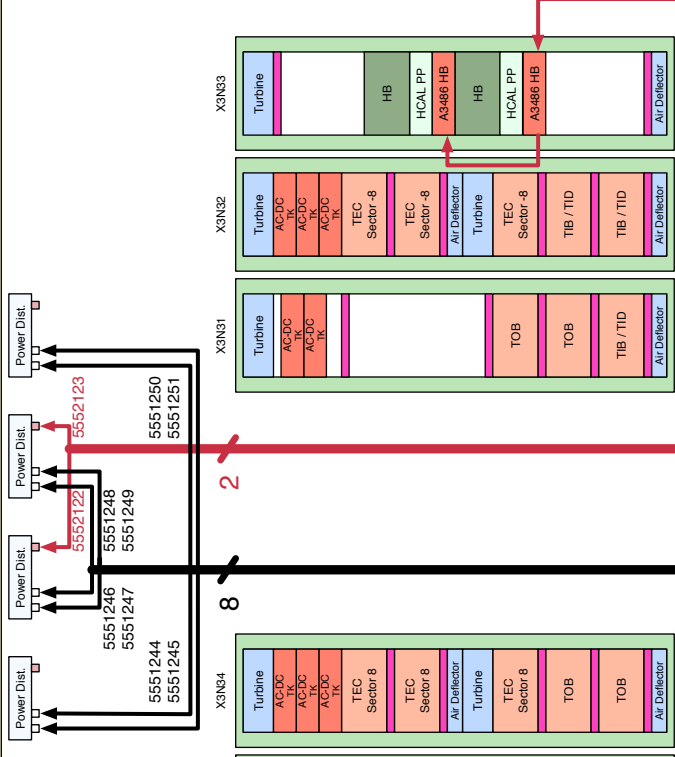 X3N33
Turbine
HB
HCAL PP
A3486 HB
HB
HCAL PP
A3486 HB
Air Deflector
X3N32
Turbine
AC-DC
TK
AC-DC
TK
AC-DC
TK
TEC
Sector -8
TEC
Sector -8
Air Deflector
Turbine
TEC
Sector -8
TIB / TID
TIB / TID
Air Deflector
X3N31
Turbine
AC-DC
TK
AC-DC
TK
TOB
TOB
TIB / TID
Air Deflector
Power Dist.
Power Dist.
Power Dist.
Power Dist.
5552123
5552122
5551250
5551251
5551248
5551249
5551246
5551247
5551244
5551245
2
8
X3N34
Turbine
AC-DC
TK
AC-DC
TK
AC-DC
TK
TEC
Sector 8
TEC
Sector 8
Air Deflector
Turbine
TEC
Sector 8
TOB
TOB
Air Deflector